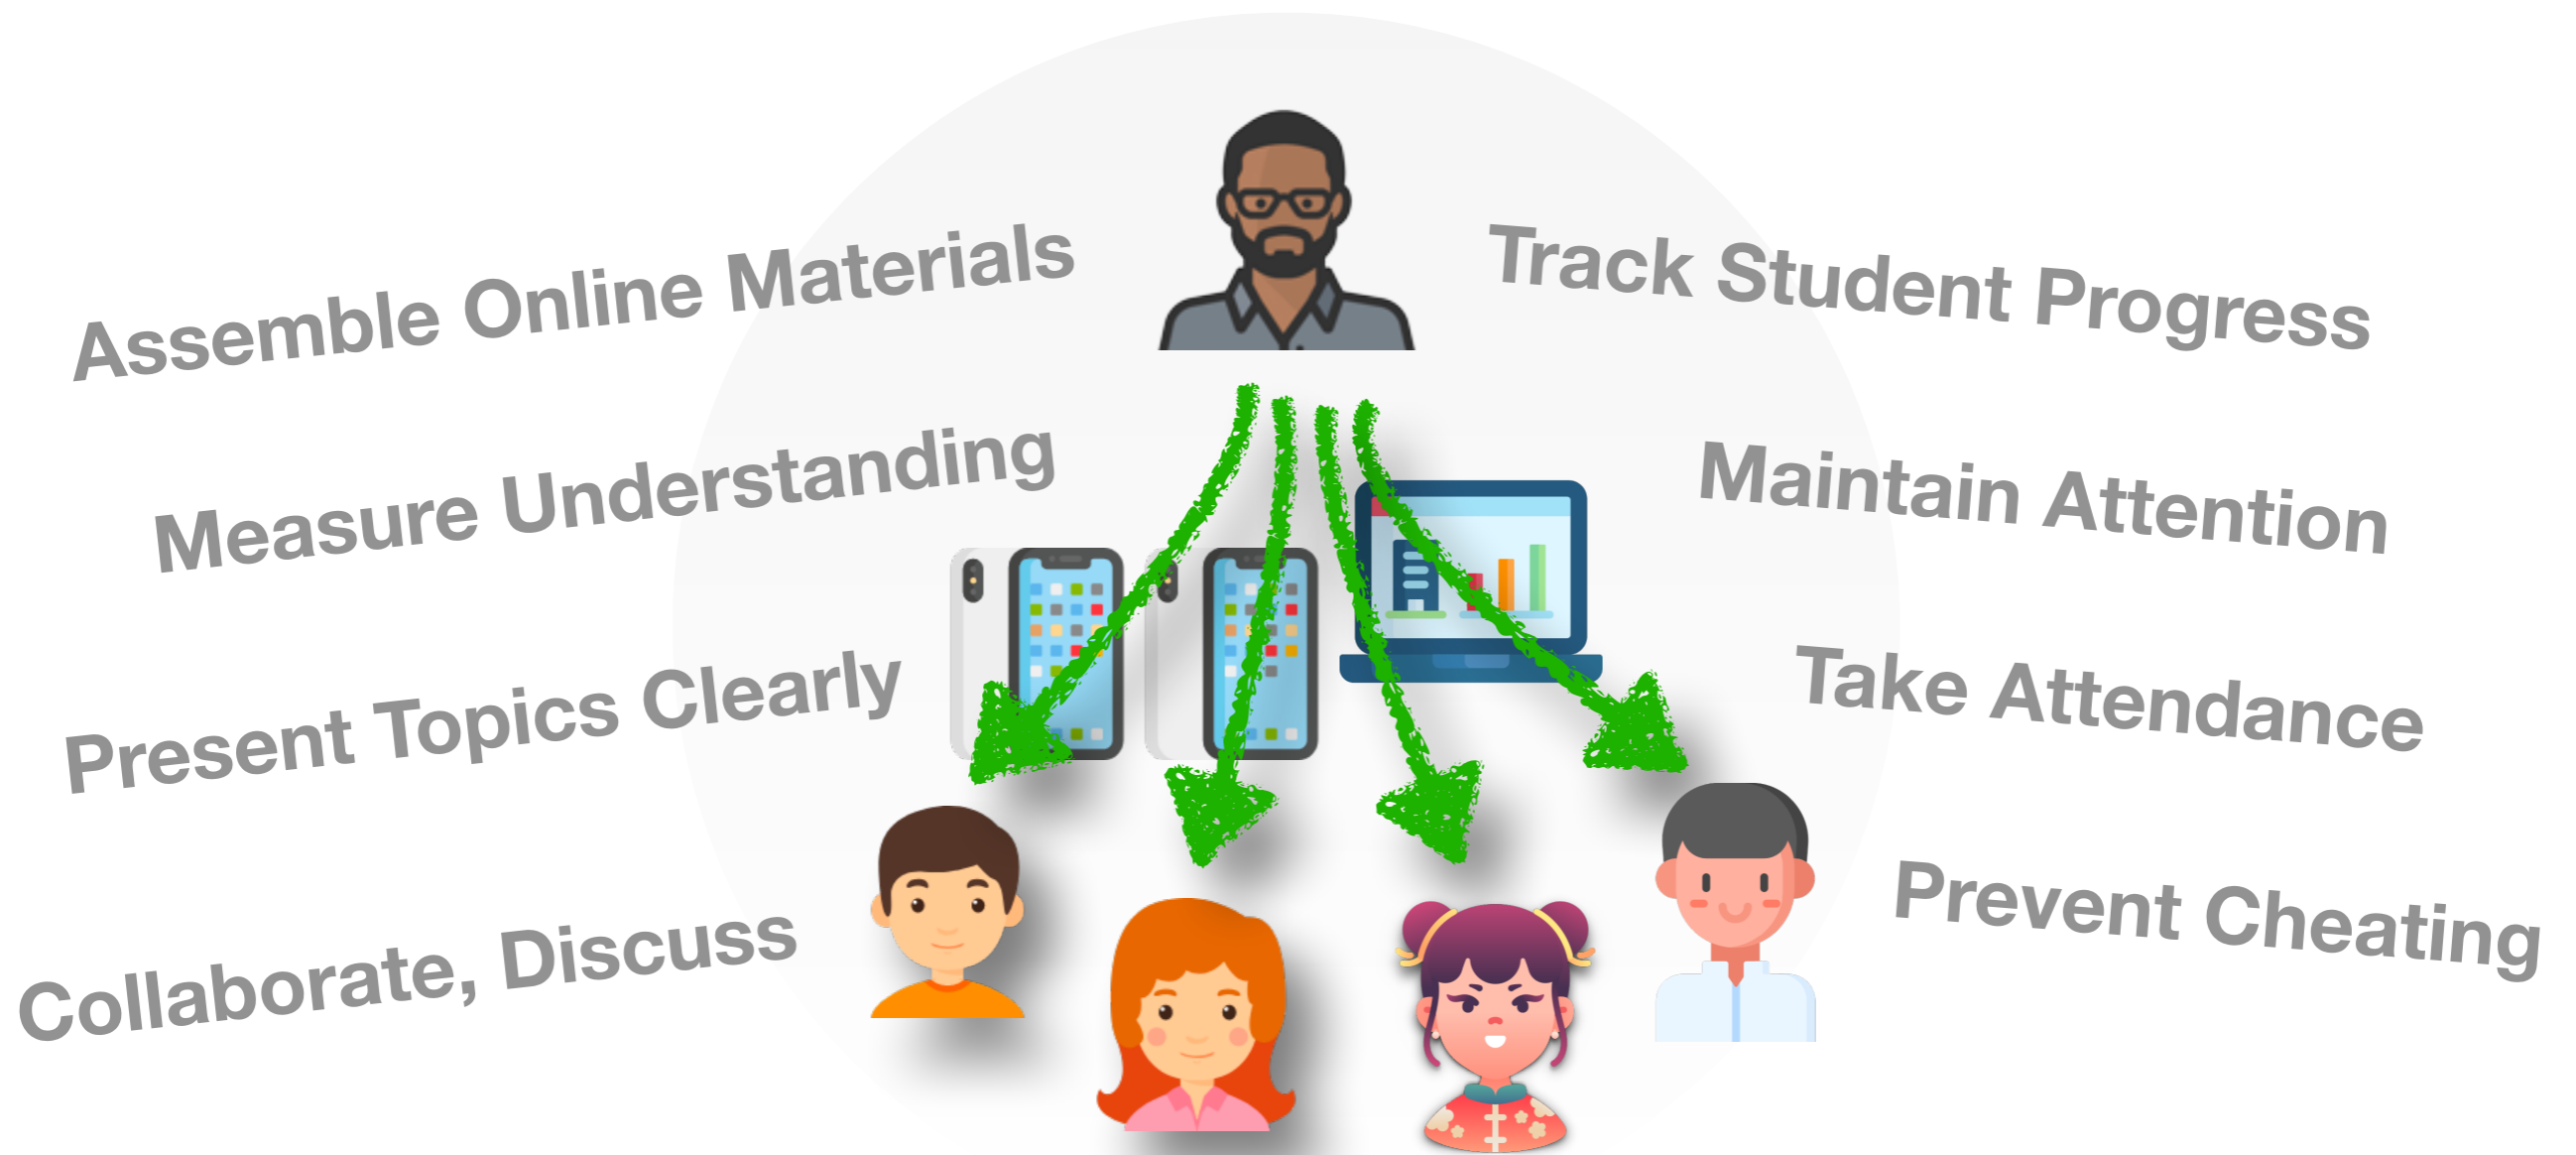 Assemble Online Materials
Measure Understanding
Present Topics Clearly
Collaborate, Discuss
Track Student Progress
Maintain Attention
Take Attendance
Prevent Cheating